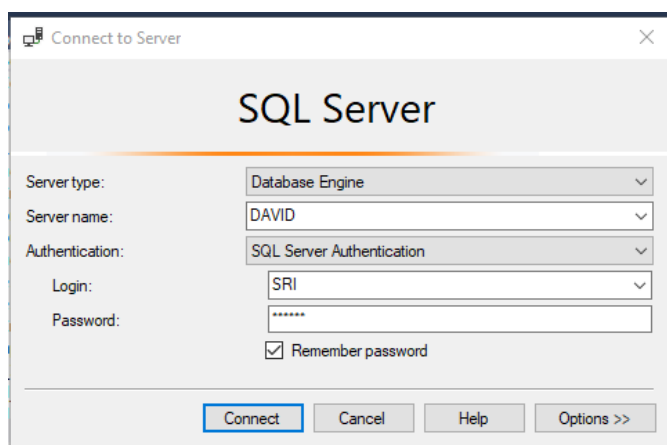 Connect to Server
SQL Server
Server type: Database Engine
Server name: DAVID
Authentication: SQL Server Authentication
Login: SRI
Password: ******
Remember password
Connect Cancel Help Options >>